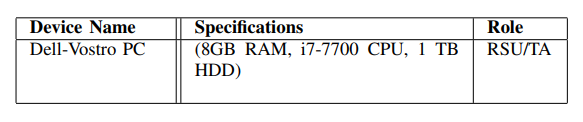 Device Name Specifications Role
Dell-Vostro PC (8GB RAM, i7-7700 CPU, 1 TB RSU/TA
HDD)